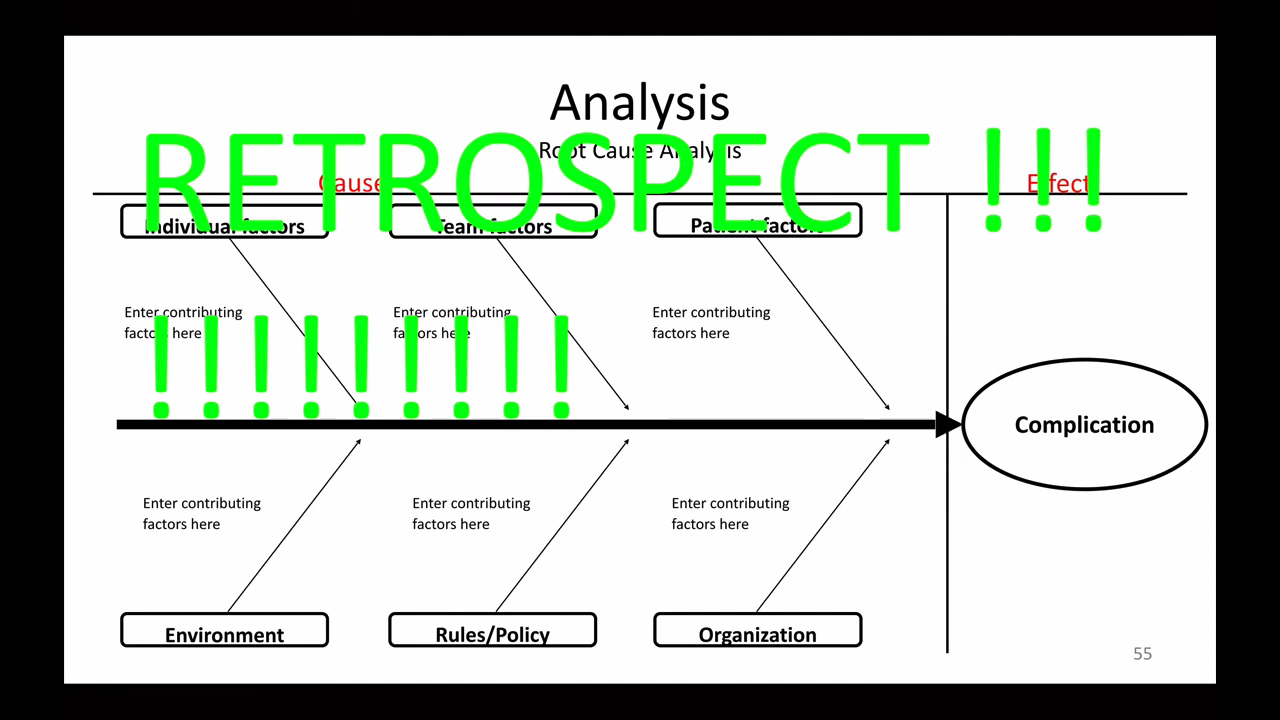 Analysis
Root Cause Analysis
RETROSPECT !!!
Cause
Effect
Individual factors
Team factors
Patient factors
Enter contributing
factors here
Enter contributing
factors here
Enter contributing
factors here
!!!!!!!!!
Complication
Enter contributing
factors here
Enter contributing
factors here
Enter contributing
factors here
Environment
Rules/Policy
Organization
55